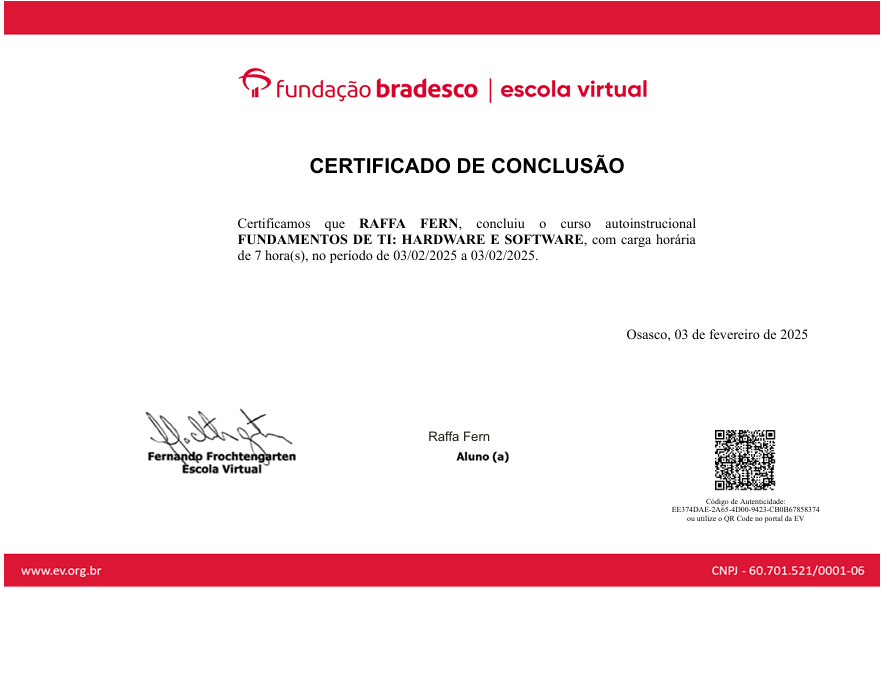 fundação bradesco | escola virtual
CERTIFICADO DE CONCLUSÃO
Certificamos que RAFFA FERN, concluiu o curso autoinstrucional
FUNDAMENTOS DE TI: HARDWARE E SOFTWARE, com carga horária
de 7 hora(s), no período de 03/02/2025 a 03/02/2025.
Osasco, 03 de fevereiro de 2025
Fernando Frochtengarten
Escola Virtual
Raffa Fern
Aluno (a)
Código de Autenticidade:
EE374DAE-2A65-4D00-9423-CB0B67858374
ou utilize o QR Code no portal da EV
www.ev.org.br
CNPJ - 60.701.521/0001-06